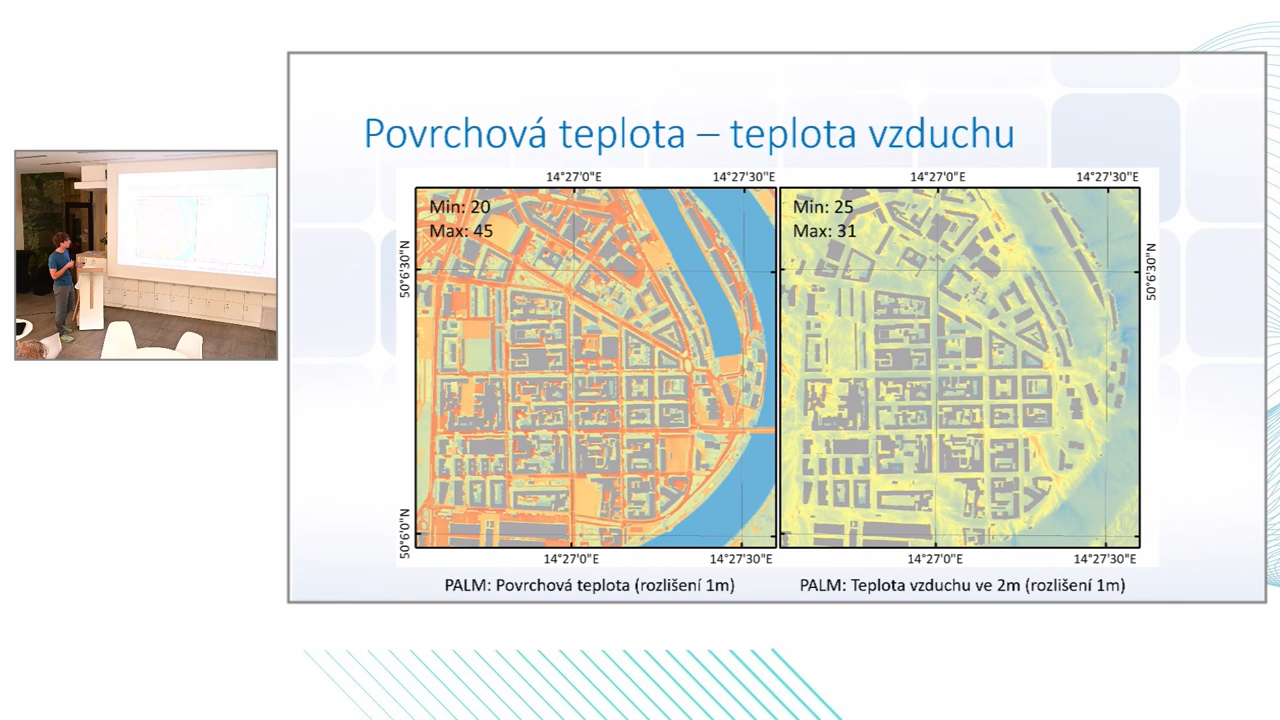 Povrchová teplota – teplota vzduchu
14°27'0"E
14°27'30"E
14°27'0"E
14°27'30"E
Min: 20
Max: 45
Min: 25
Max: 31
50°6'30"N
50°6'30"N
50°6'0"N
14°27'0"E
14°27'30"E
14°27'0"E
14°27'30"E
PALM: Povrchová teplota (rozlišení 1m)
PALM: Teplota vzduchu ve 2m (rozlišení 1m)